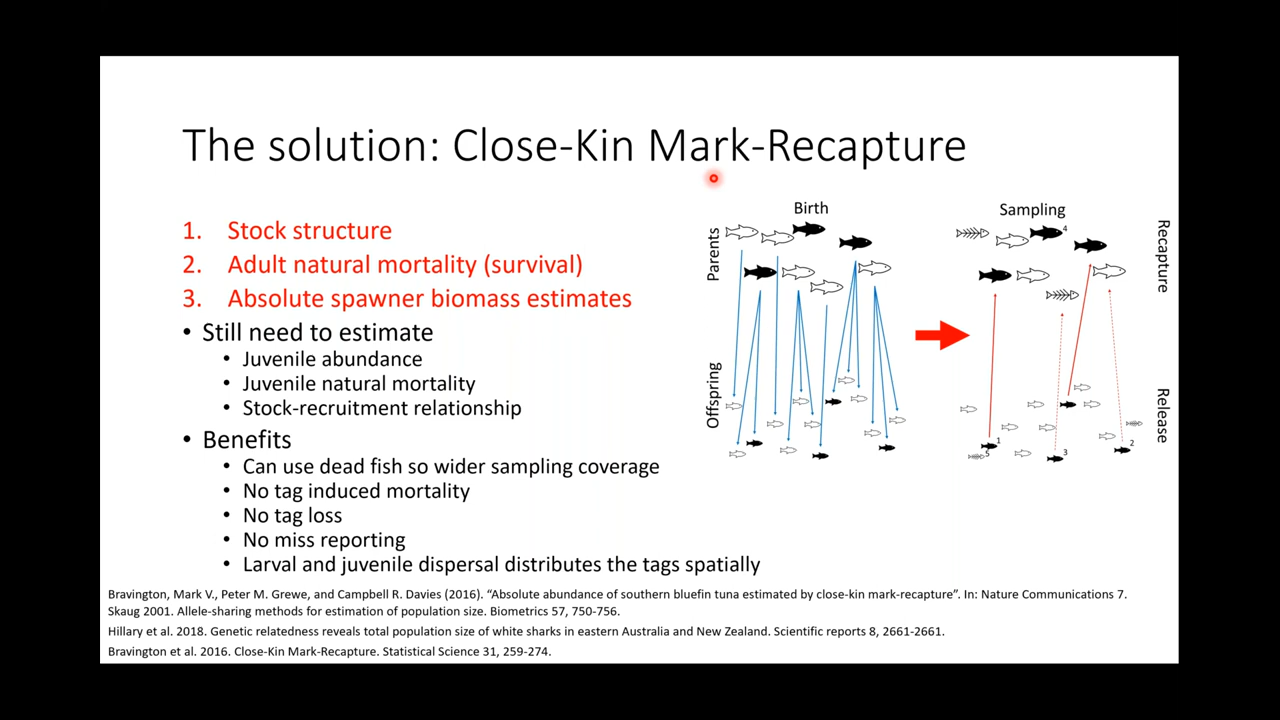 The solution: Close-Kin Mark-Recapture
1. Stock structure
2. Adult natural mortality (survival)
3. Absolute spawner biomass estimates
• Still need to estimate
• Juvenile abundance
• Juvenile natural mortality
• Stock-recruitment relationship
• Benefits
• Can use dead fish so wider sampling coverage
• No tag induced mortality
• No tag loss
• No miss reporting
• Larval and juvenile dispersal distributes the tags spatially
Birth
Parents
Offspring
Sampling
Recapture
Release
4
1
5
3
2
Bravington, Mark V., Peter M. Grewe, and Campbell R. Davies (2016). “Absolute abundance of southern bluefin tuna estimated by close-kin mark-recapture”. In: Nature Communications 7.
Skaug 2001. Allele-sharing methods for estimation of population size. Biometrics 57, 750-756.
Hillary et al. 2018. Genetic relatedness reveals total population size of white sharks in eastern Australia and New Zealand. Scientific reports 8, 2661-2661.
Bravington et al. 2016. Close-Kin Mark-Recapture. Statistical Science 31, 259-274.